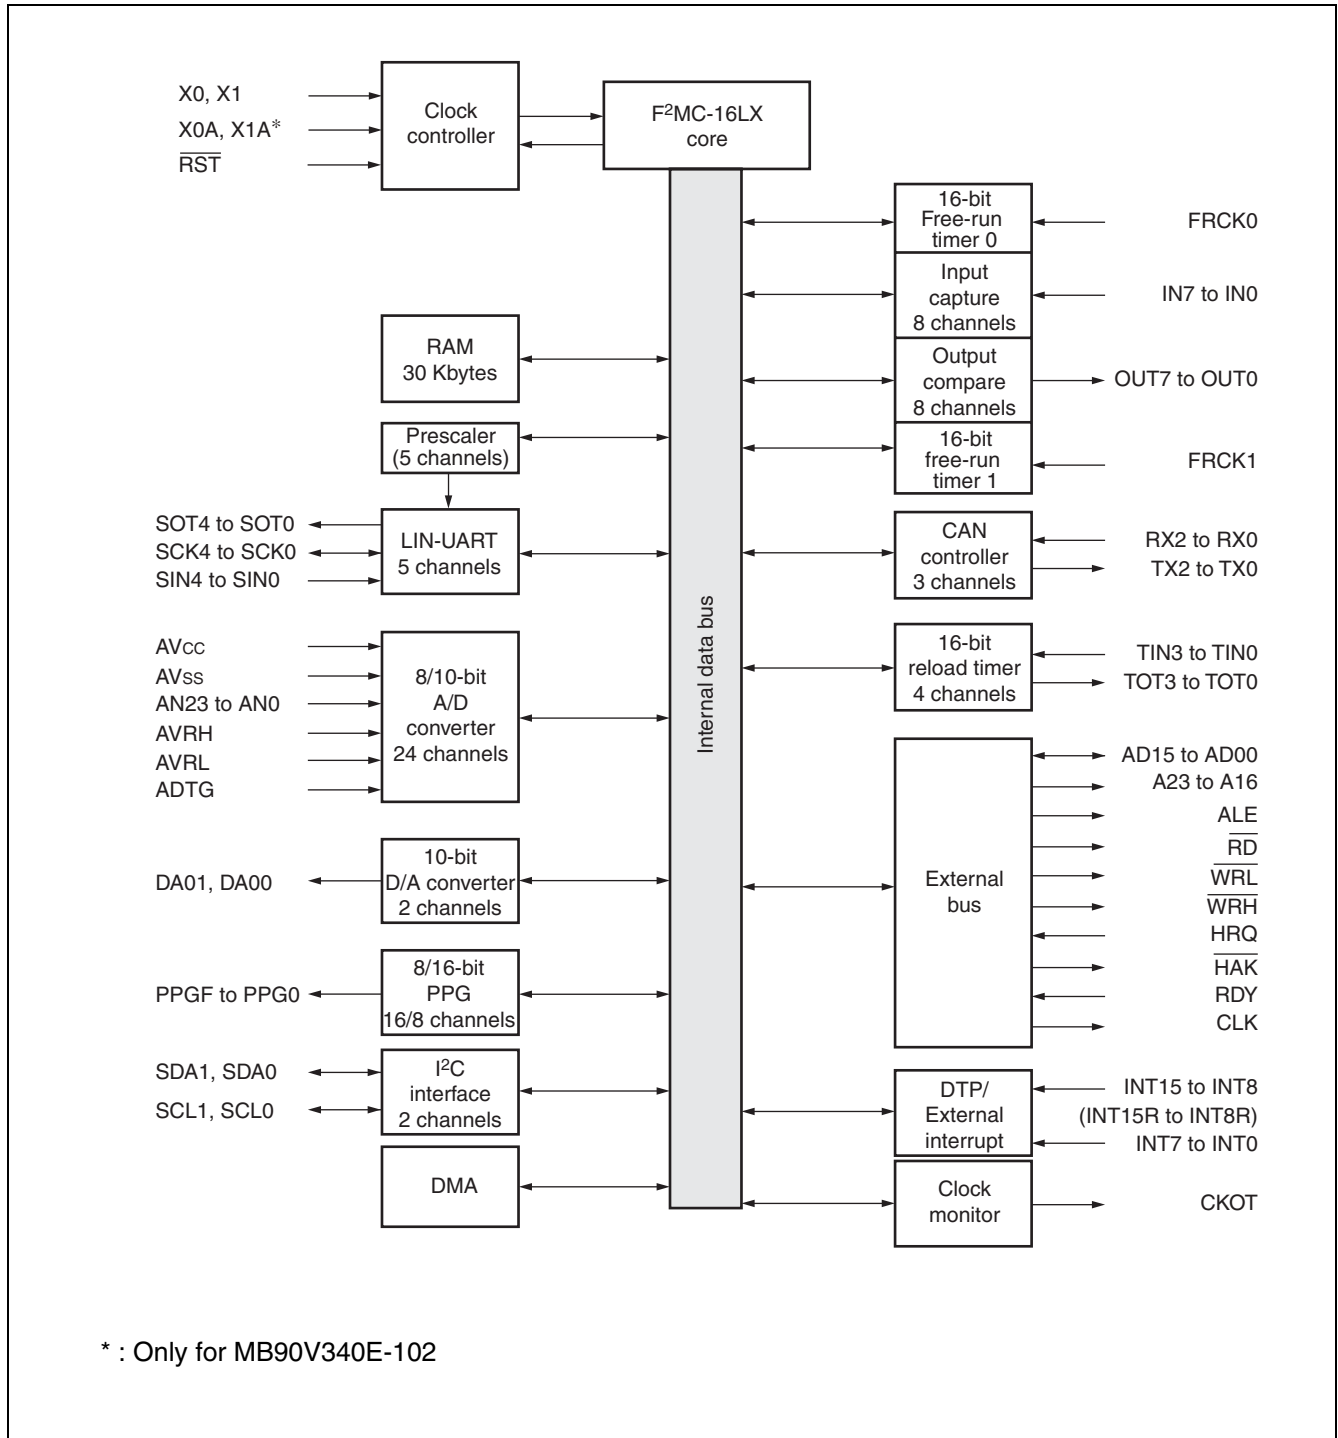 X0, X1
X0A, X1A*
RST
Clock
controller
F²MC-16LX
core
RAM
30 Kbytes
Prescaler
(5 channels)
SOT4 to SOT0
SCK4 to SCK0
SIN4 to SIN0
LIN-UART
5 channels
AVcc
AVss
AN23 to AN0
AVRH
AVRL
ADTG
8/10-bit
A/D
converter
24 channels
DA01, DA00
10-bit
D/A converter
2 channels
PPGF to PPG0
8/16-bit
PPG
16/8 channels
SDA1, SDA0
SCL1, SCL0
I²C
interface
2 channels
DMA
Internal data bus
16-bit
Free-run
timer 0
FRCK0
Input
capture
8 channels
IN7 to IN0
Output
compare
8 channels
OUT7 to OUT0
16-bit
free-run
timer 1
FRCK1
CAN
controller
3 channels
RX2 to RX0
TX2 to TX0
16-bit
reload timer
4 channels
TIN3 to TIN0
TOT3 to TOT0
External
bus
AD15 to AD00
A23 to A16
ALE
RD
WRL
WRH
HRQ
HAK
RDY
CLK
DTP/
External
interrupt
INT15 to INT8
(INT15R to INT8R)
INT7 to INT0
Clock
monitor
CKOT
* : Only for MB90V340E-102